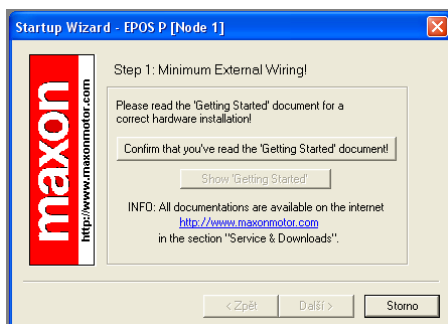 Startup Wizard - EPOS P [Node 1]
Step 1: Minimum External Wiring!
Please read the 'Getting Started' document for a
correct hardware installation!
Confirm that you've read the 'Getting Started' document!
Show 'Getting Started'
INFO: All documentations are available on the internet
http://www.maxonmotor.com
in the section "Service & Downloads".
maxon
http://www.maxonmotor.com
< Zpět
Další >
Storno